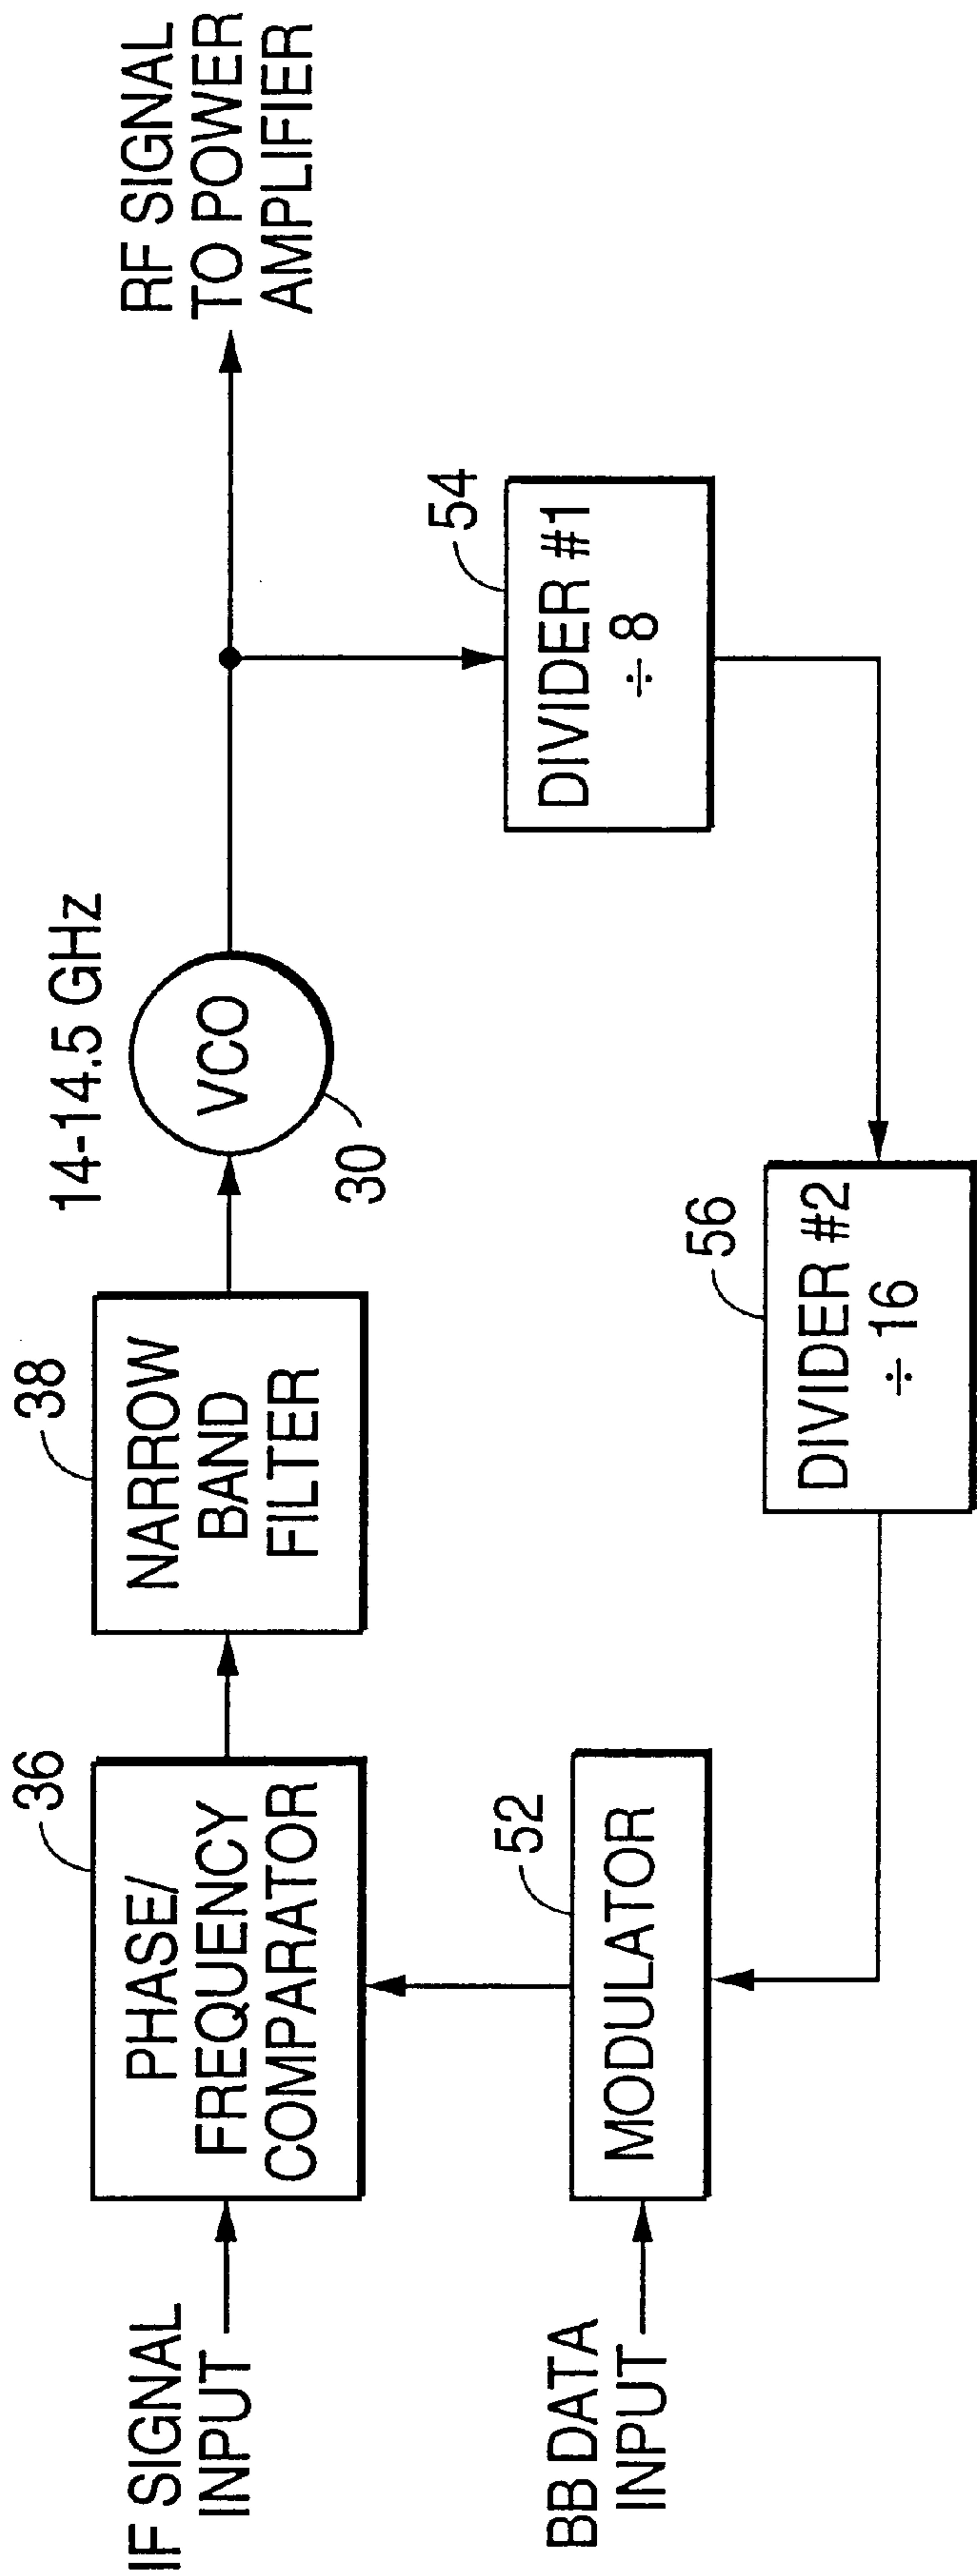 IF SIGNAL
INPUT
36
PHASE/
FREQUENCY
COMPARATOR
38
NARROW
BAND
FILTER
14-14.5 GHz
VCO
30
RF SIGNAL
TO POWER
AMPLIFIER
BB DATA
INPUT
52
MODULATOR
56
DIVIDER #2
÷ 16
54
DIVIDER #1
÷ 8